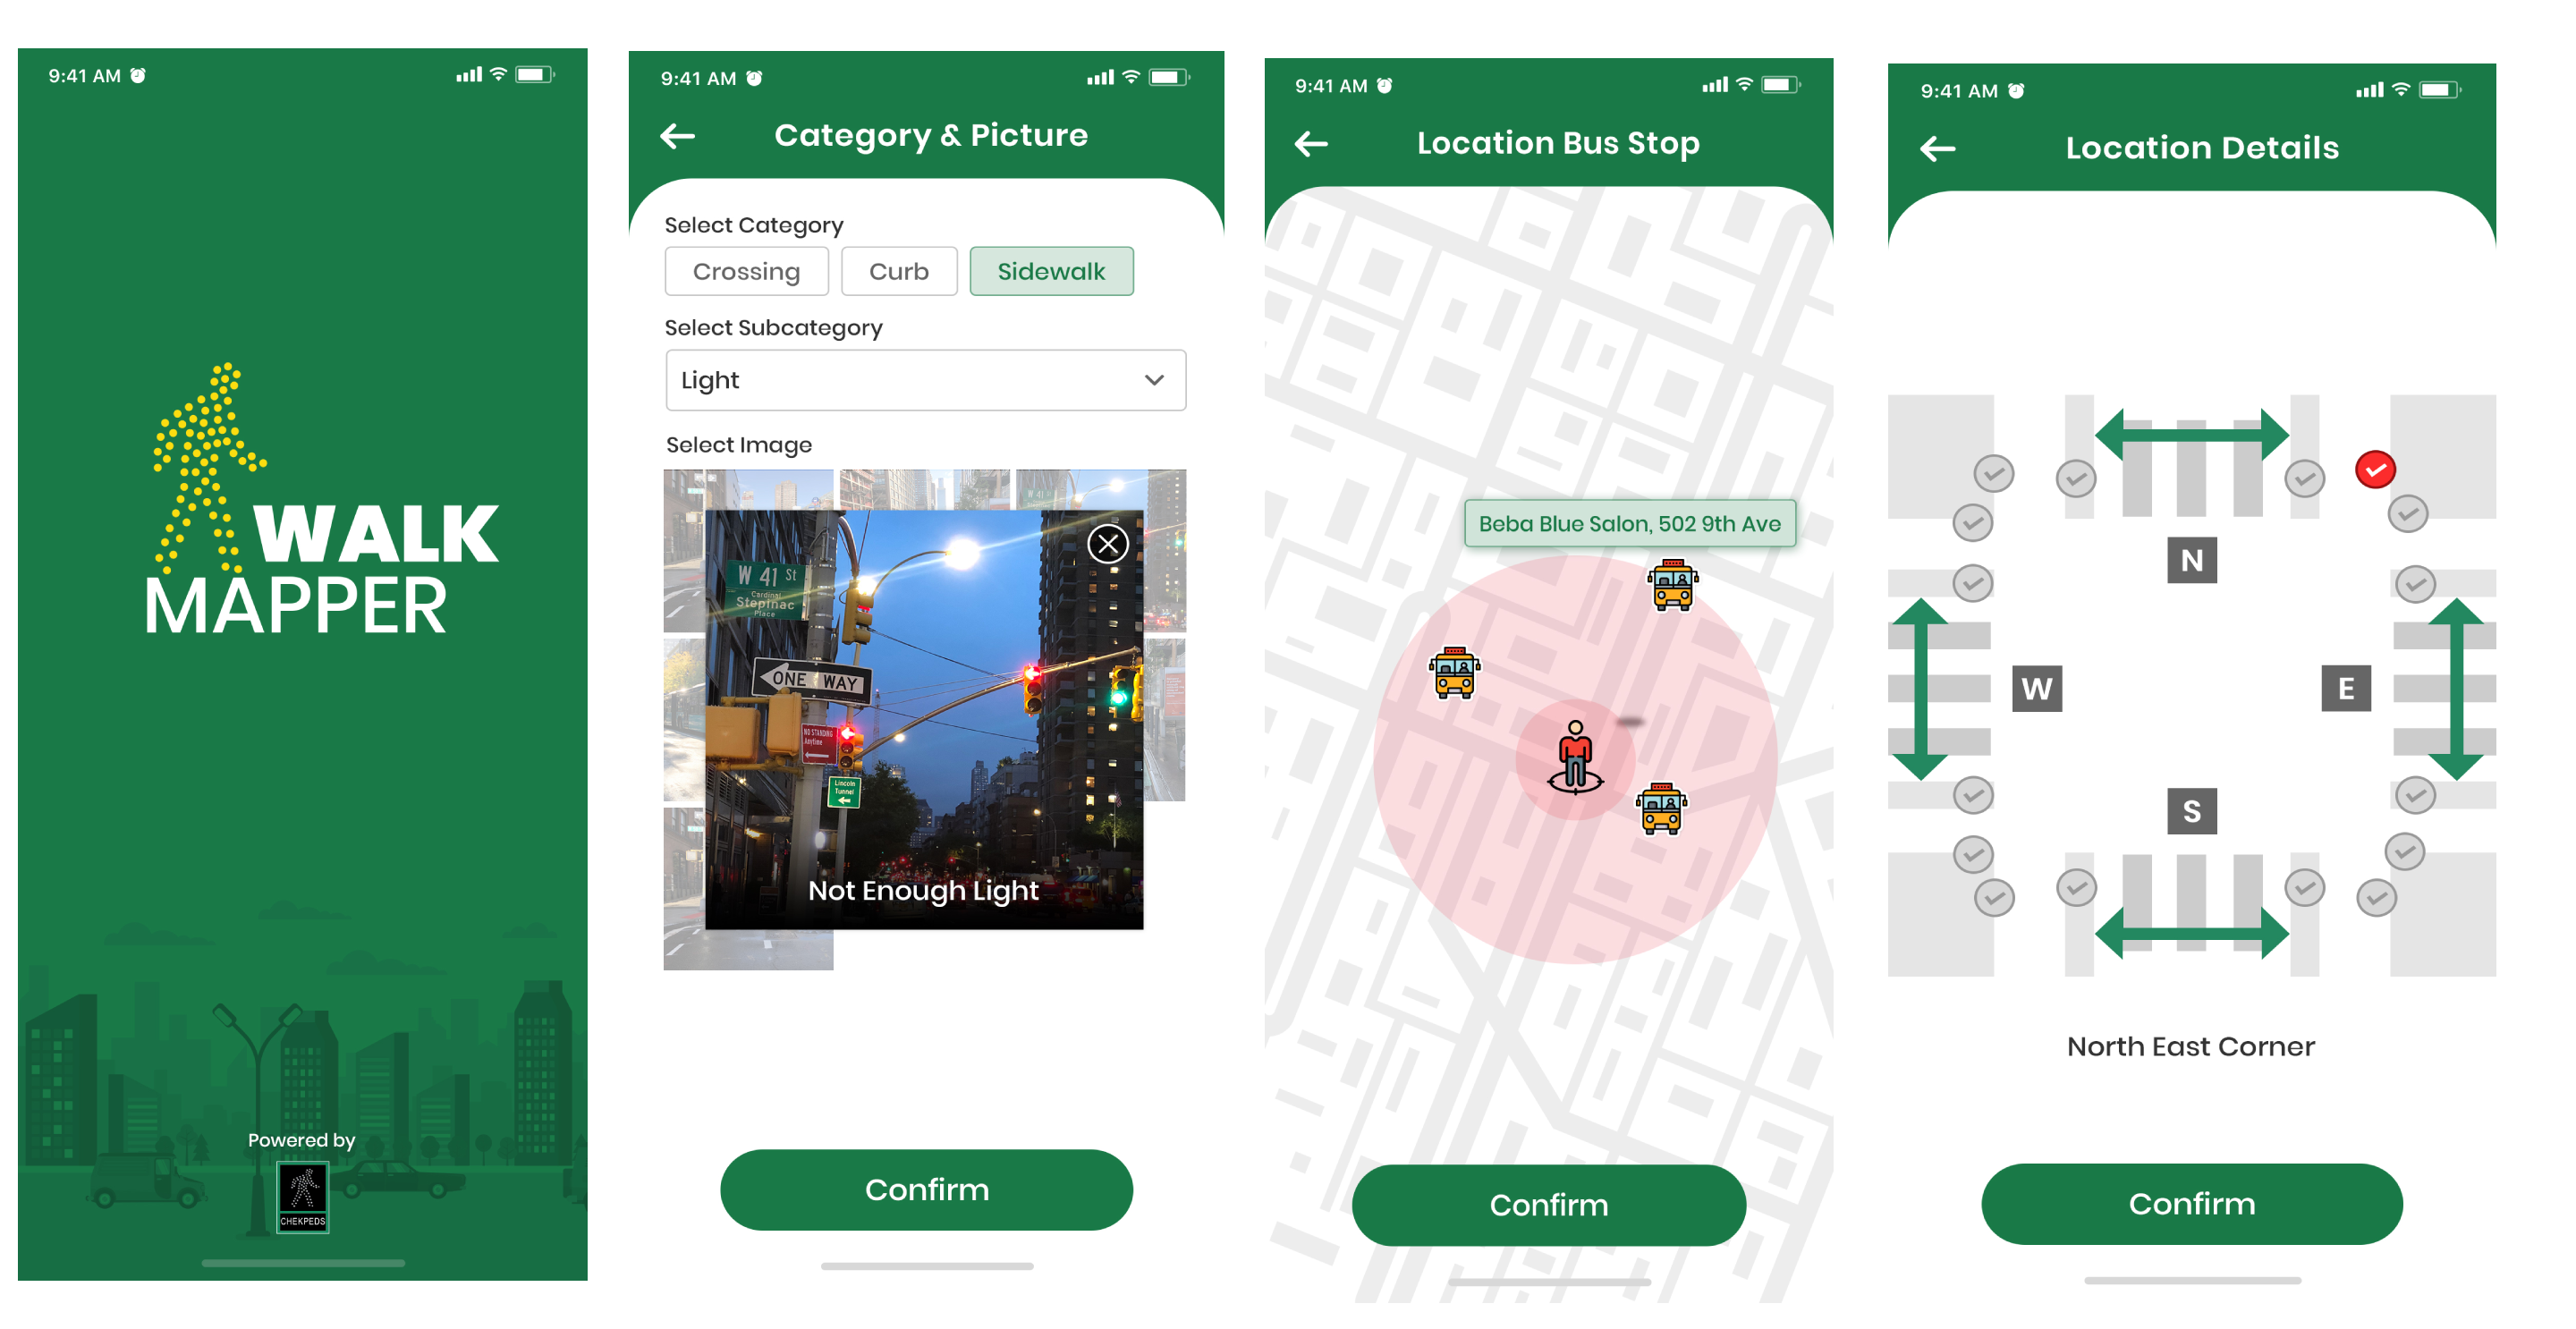 9:41 AM
WALK
MAPPER
Powered by
CHEKPEDS
9:41 AM
Category & Picture
Select Category
Crossing
Curb
Sidewalk
Select Subcategory
Light
Select Image
W 41 St
Cardinal
Stepinac
Place
ONE WAY
NO STANDING
Anytime
Lincoln
Tunnel
Not Enough Light
Confirm
9:41 AM
Location Bus Stop
Beba Blue Salon, 502 9th Ave
Confirm
9:41 AM
Location Details
N
W
E
S
North East Corner
Confirm